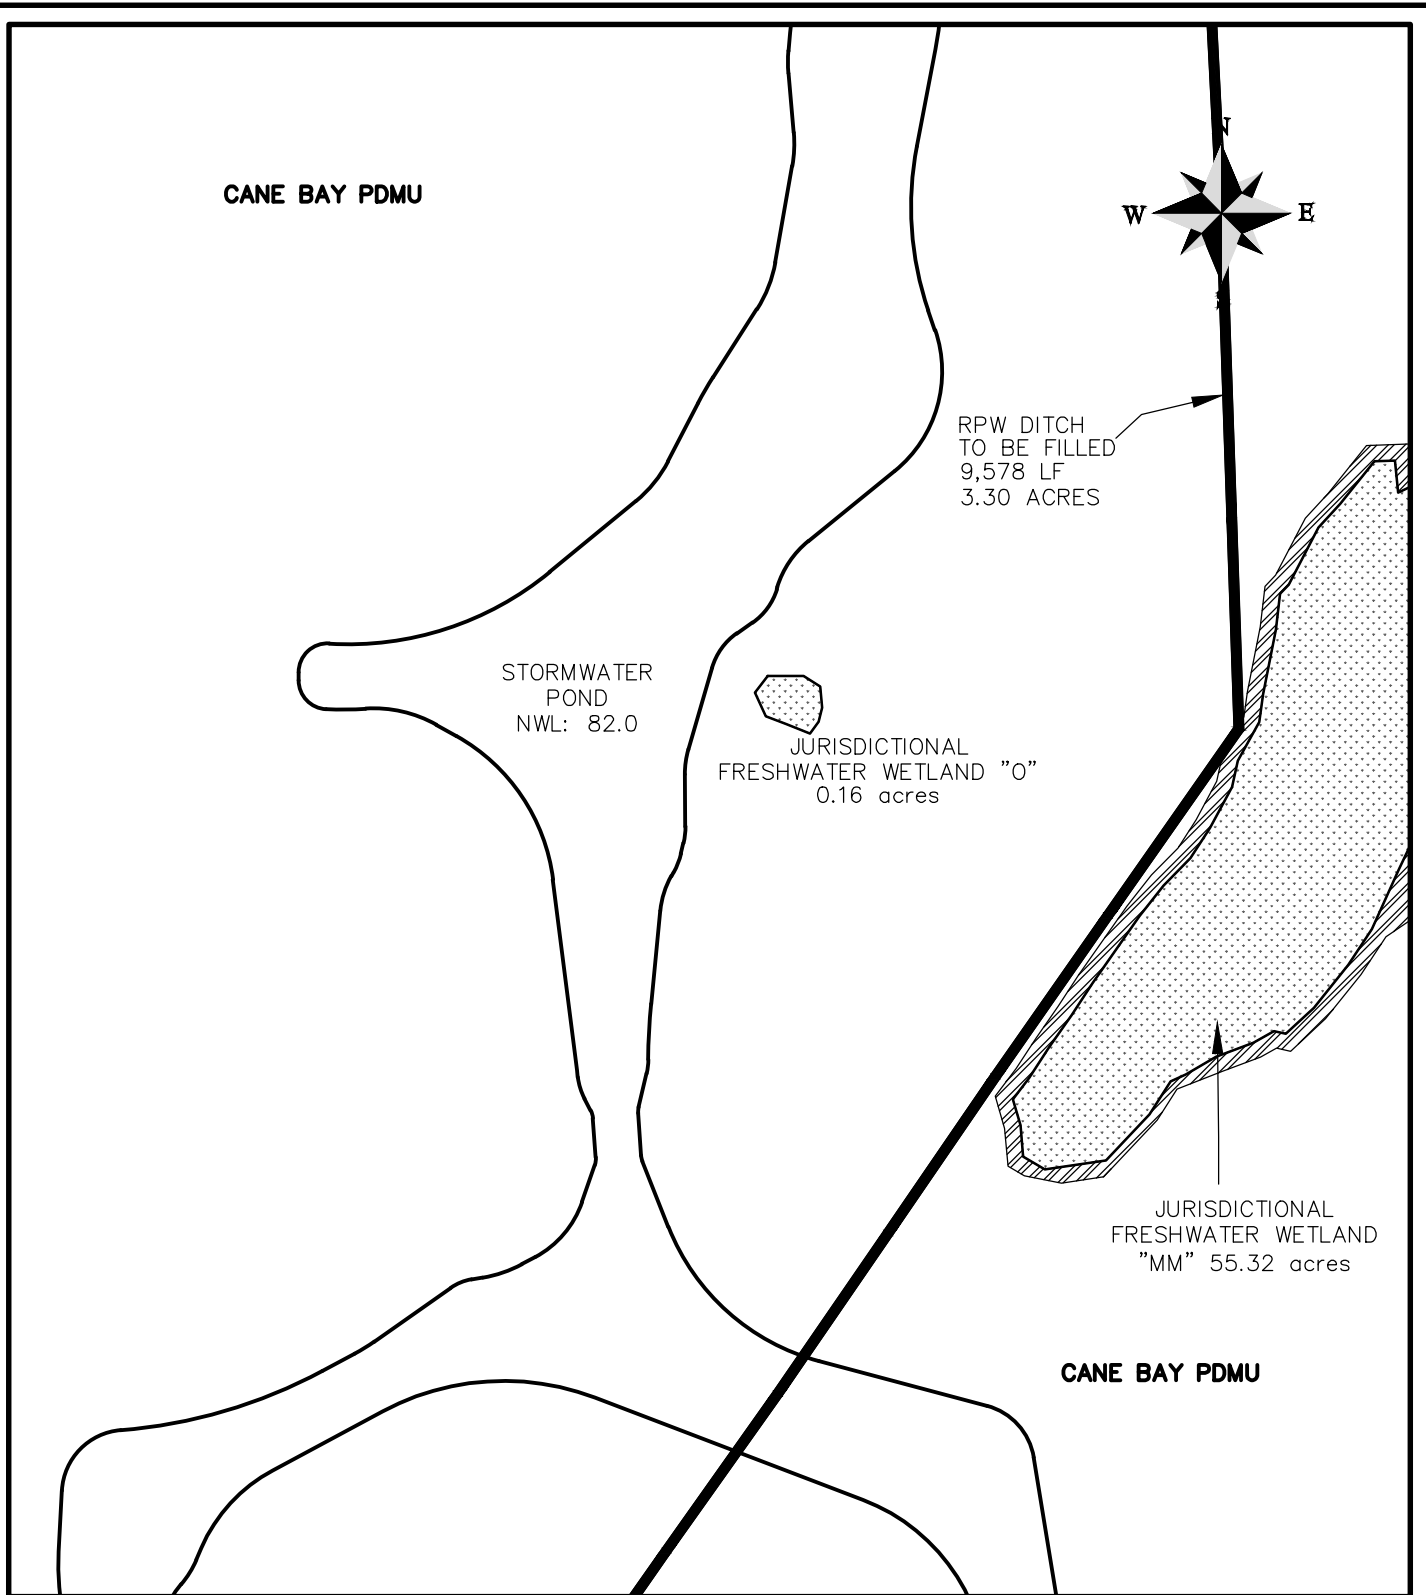 CANE BAY PDMU
N
W
E
S
RPW DITCH
TO BE FILLED
9,578 LF
3.30 ACRES
STORMWATER
POND
NWL: 82.0
JURISDICTIONAL
FRESHWATER WETLAND "O"
0.16 acres
JURISDICTIONAL
FRESHWATER WETLAND
"MM" 55.32 acres
CANE BAY PDMU